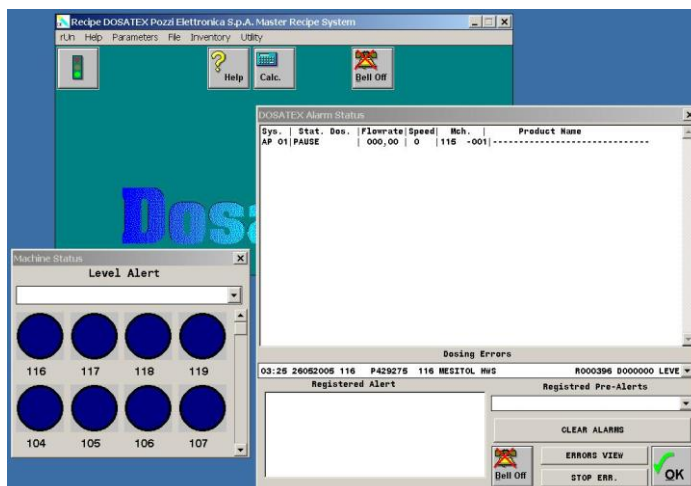 Recipe DOSATEX Pozzi Elettronica S.p.A. Master Recipe System
rUn Help Parameters File Inventory Utility
Help Calc. Bell Off
Dosa
DOSATEX Alarm Status
Sys. | Stat. Dos. |Flowrate|Speed| Mch. | Product Name
AP 01|PAUSE | 000,00 | 0 |115 -001|-----------------------------
Machine Status
Level Alert
116 117 118 119
104 105 106 107
Dosing Errors
03:25 26052005 116 P429275 116 MESITOL HWS R000396 D000000 LEVE
Registered Alert
Registred Pre-Alerts
CLEAR ALARMS
Bell Off
ERRORS VIEW
STOP ERR.
OK